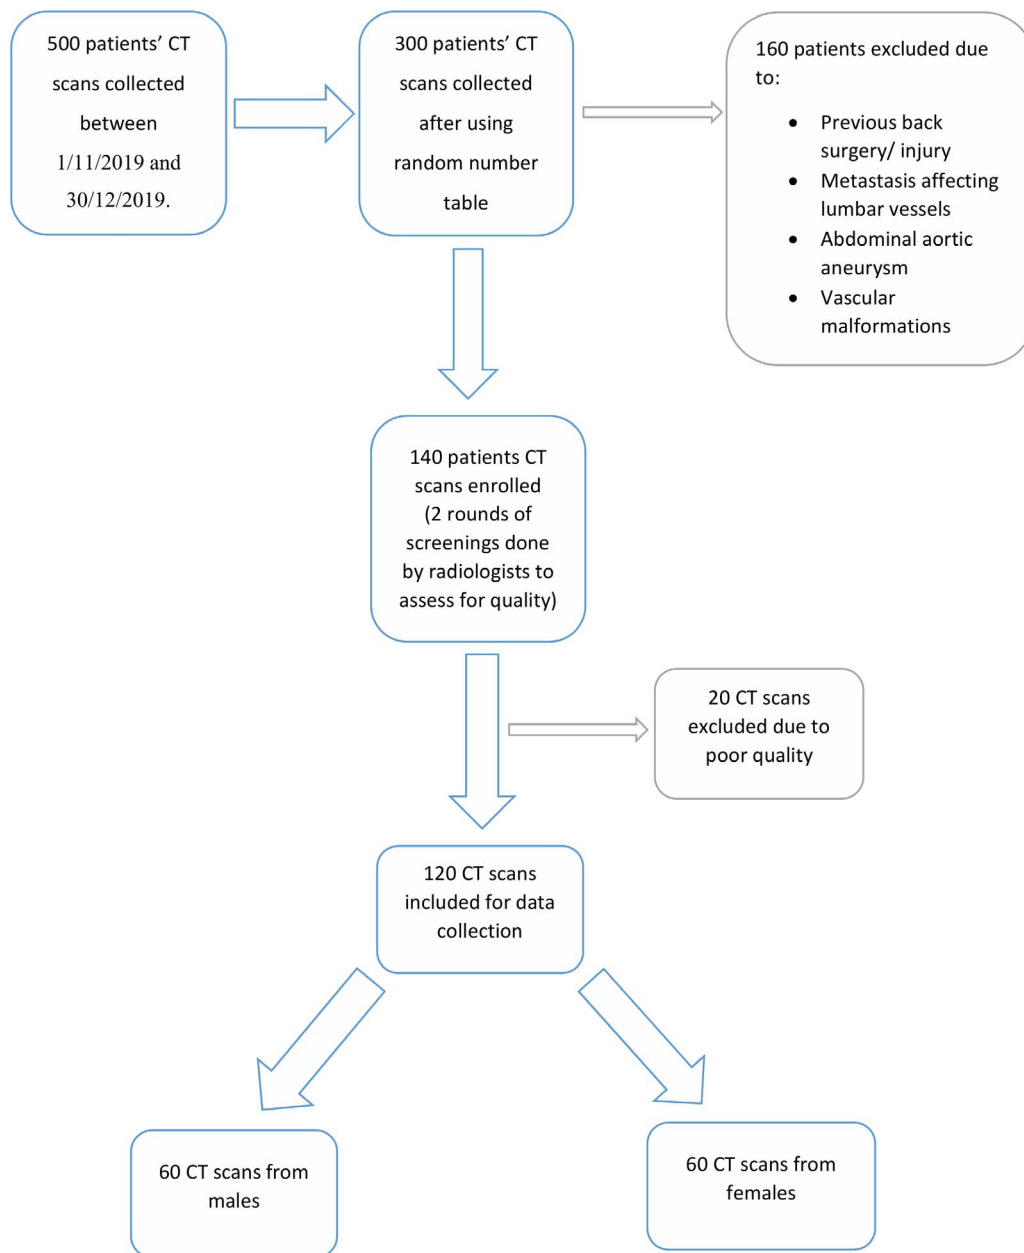 500 patients’ CT
scans collected
between
1/11/2019 and
30/12/2019.
300 patients’ CT
scans collected
after using
random number
table
160 patients excluded due
to:
• Previous back
surgery/ injury
• Metastasis affecting
lumbar vessels
• Abdominal aortic
aneurysm
• Vascular
malformations
140 patients CT
scans enrolled
(2 rounds of
screenings done
by radiologists to
assess for quality)
20 CT scans
excluded due to
poor quality
120 CT scans
included for data
collection
60 CT scans from
males
60 CT scans from
females